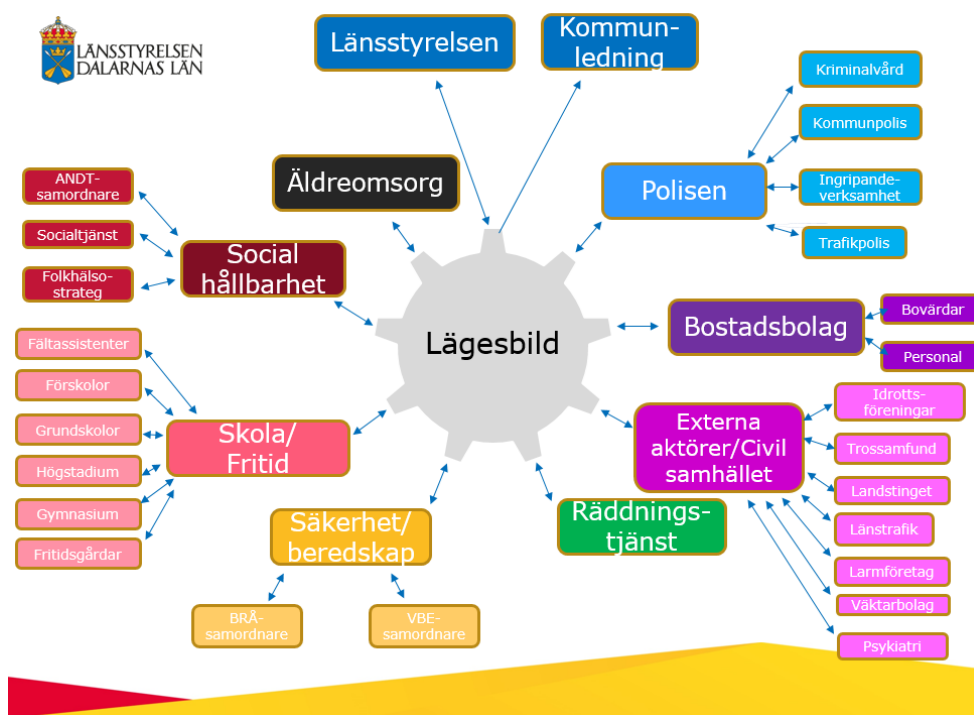 LÄNSSTYRELSEN
DALARNAS LÄN
Länsstyrelsen
Kommun-
ledning
Kriminalvård
Kommunpolis
Ingripande-
verksamhet
Trafikpolis
Polisen
Äldreomsorg
ANDT-
samordnare
Socialtjänst
Folkhälso-
strateg
Social
hållbarhet
Lägesbild
Bostadsbolag
Bovärdar
Personal
Fältassistenter
Förskolor
Grundskolor
Högstadium
Gymnasium
Fritidsgårdar
Skola/
Fritid
Externa
aktörer/Civil
samhället
Idrotts-
föreningar
Trossamfund
Landstinget
Länstrafik
Larmföretag
Väktarbolag
Psykiatri
Säkerhet/
beredskap
BRÅ-
samordnare
VBE-
samordnare
Räddnings-
tjänst